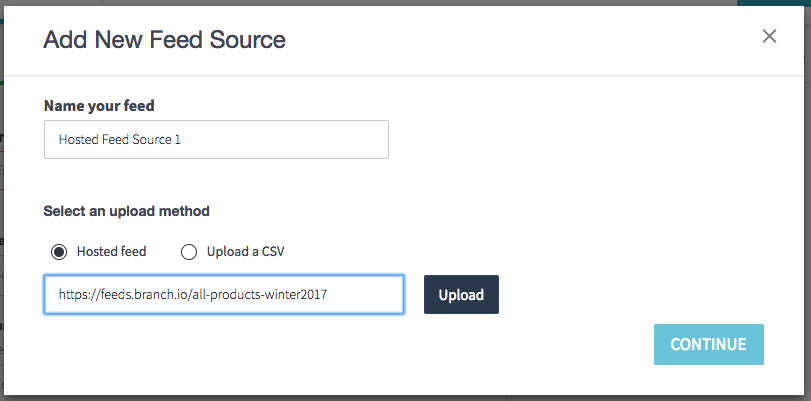 Add New Feed Source
Name your feed
Hosted Feed Source 1
Select an upload method
Hosted feed Upload a CSV
https://feeds.branch.io/all-products-winter2017 Upload
CONTINUE